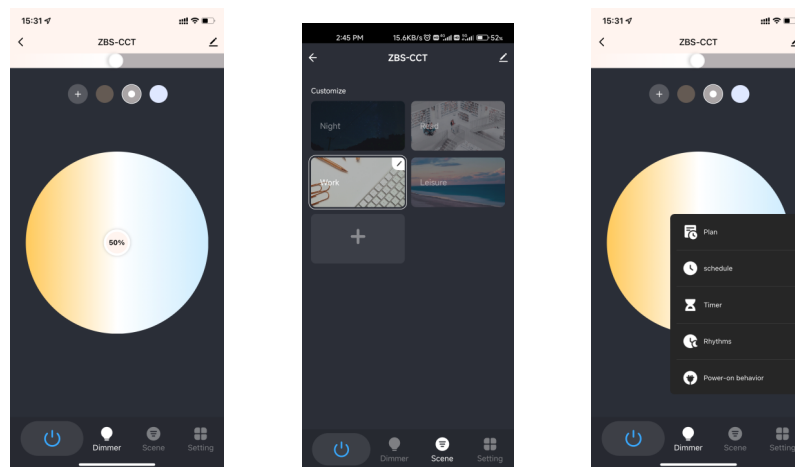 15:31
ZBS-CCT
50%
Dimmer
Scene
Setting
2:45 PM
15.6KB/s
52%
ZBS-CCT
Customize
Night
Read
Work
Leisure
Dimmer
Scene
Setting
15:31
ZBS-CCT
Plan
schedule
Timer
Rhythms
Power-on behavior
Dimmer
Scene
Setting